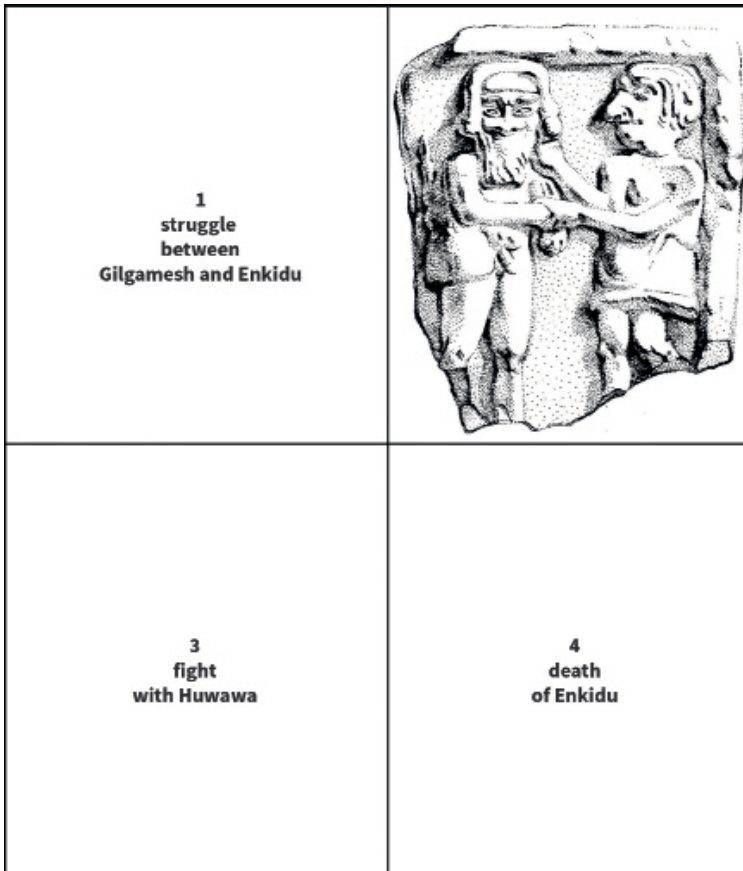 1
struggle
between
Gilgamesh and Enkidu
3
fight
with Huwawa
4
death
of Enkidu